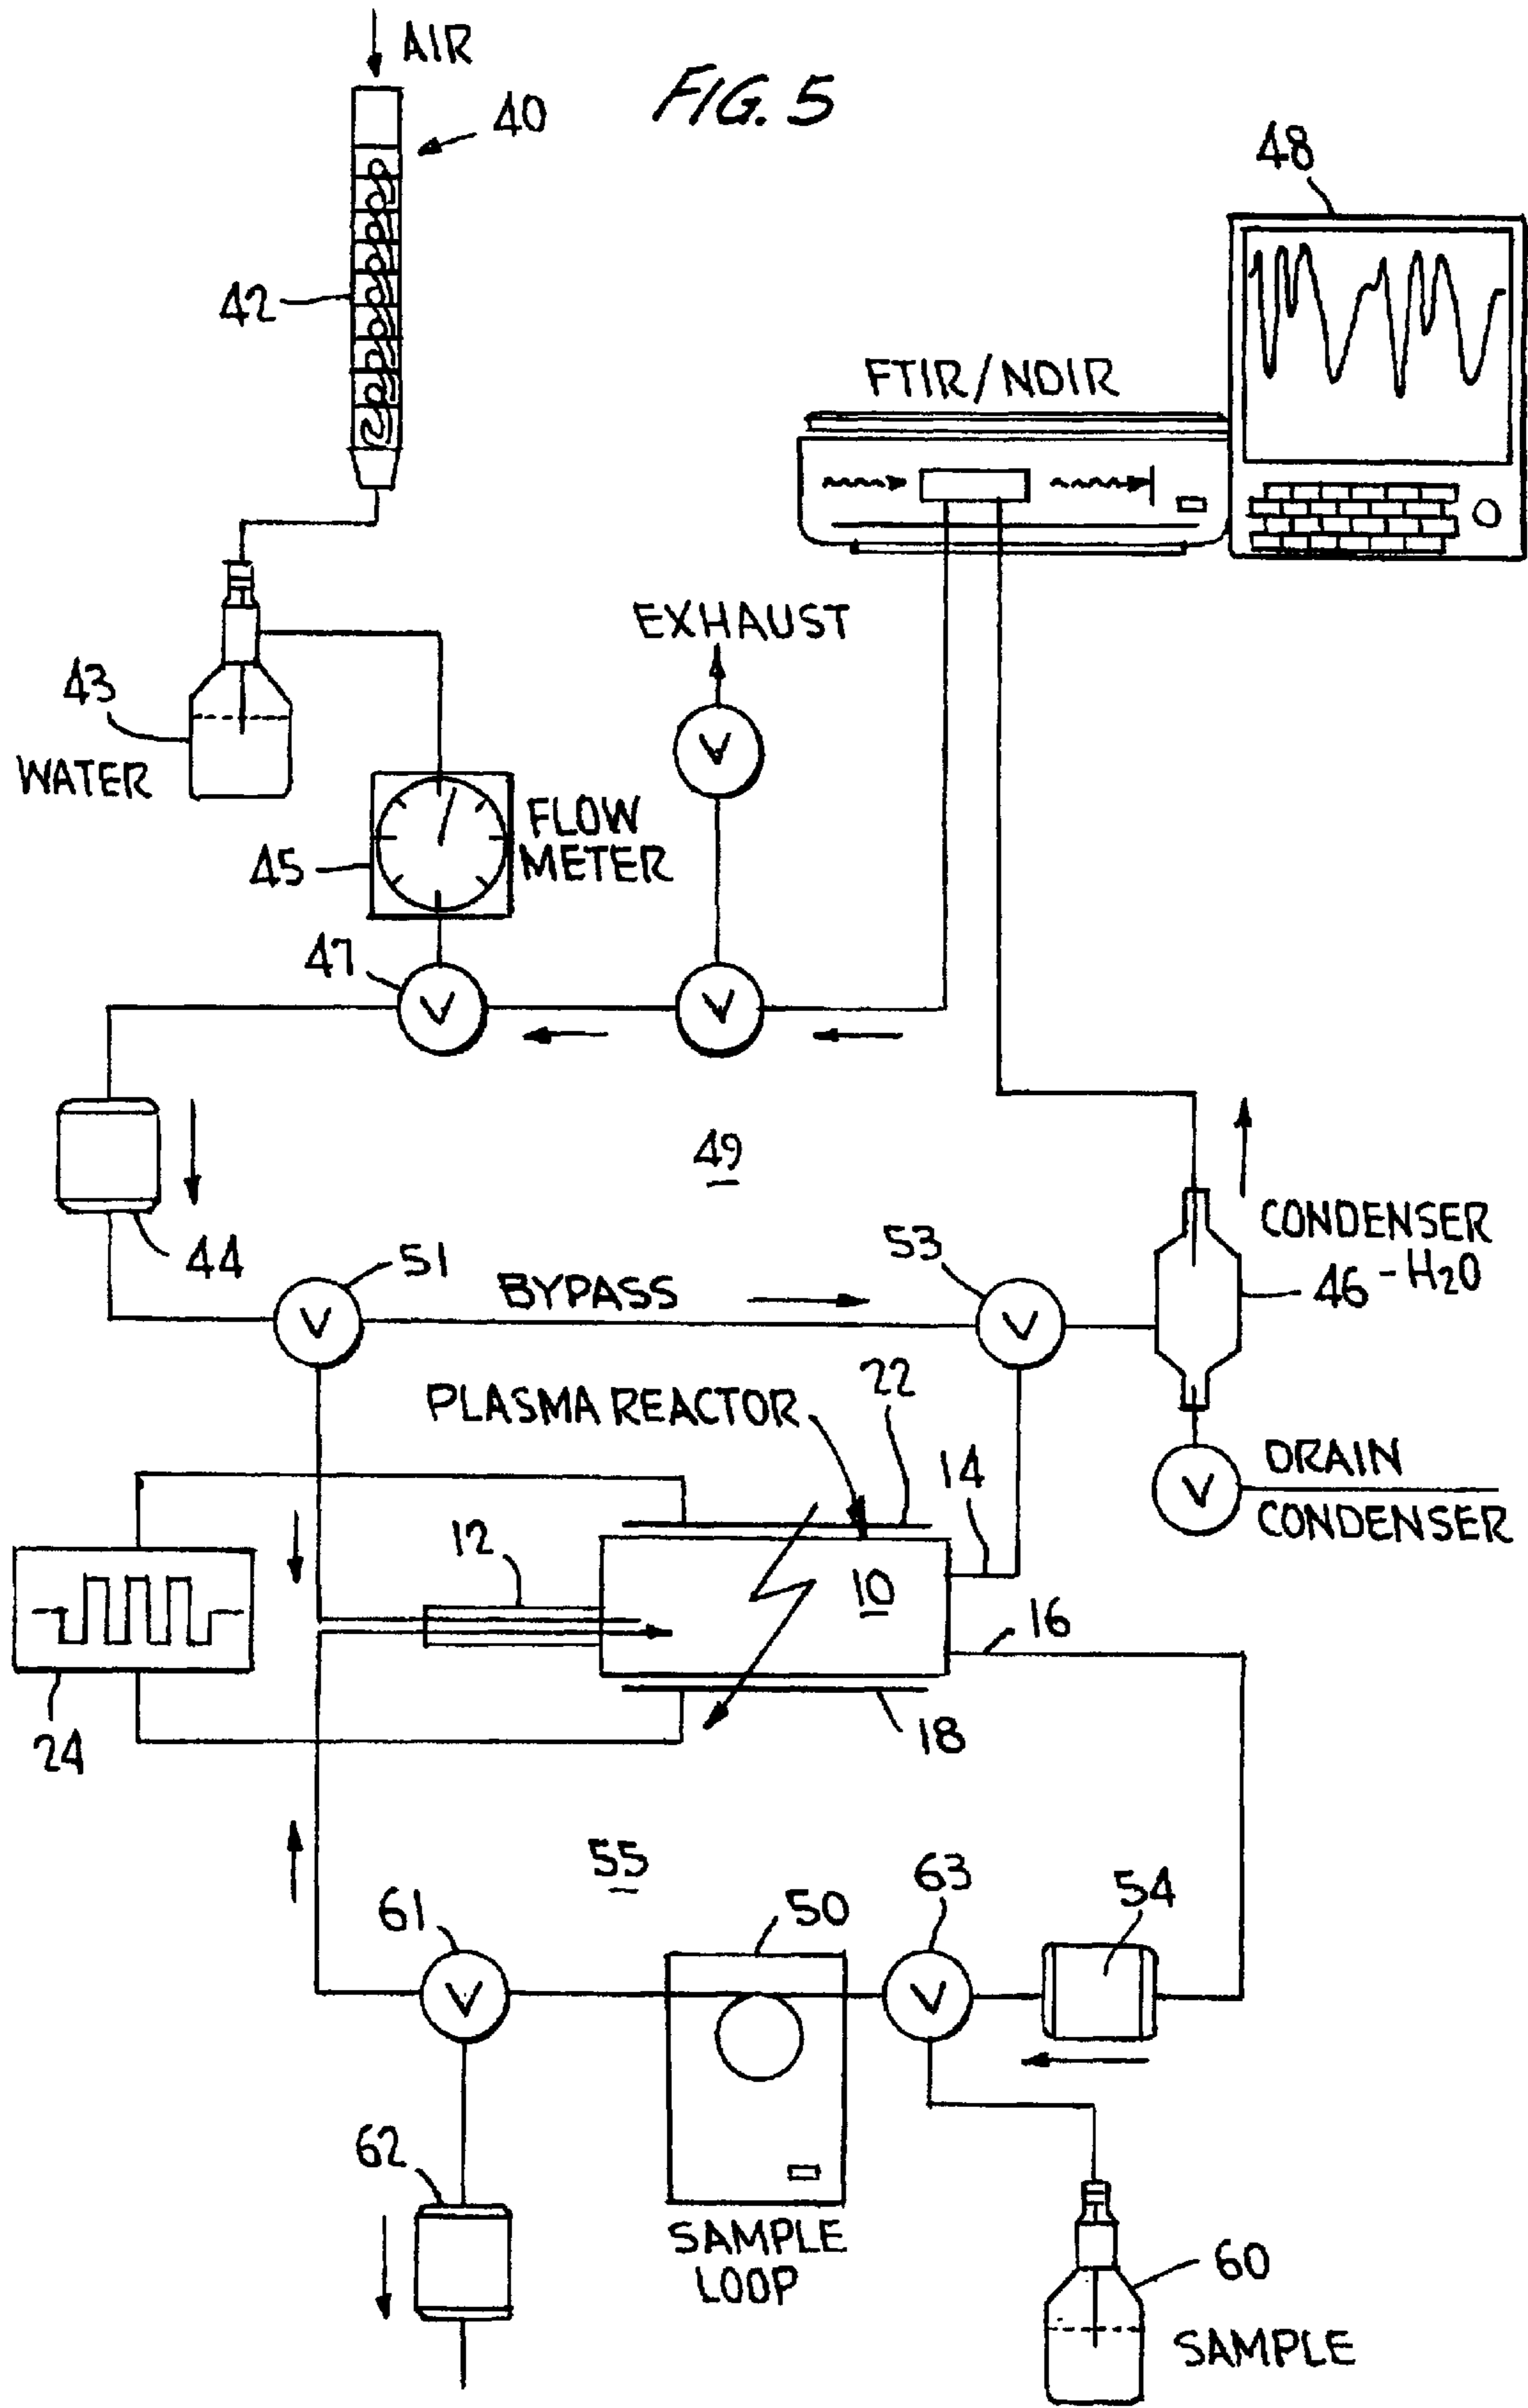 AIR
FIG. 5
40
48
42
FTIR/NDIR
EXHAUST
43
WATER
FLOW
METER
45
47
V
V
V
49
44
51
V
BYPASS
53
V
CONDENSER
46 - H2O
PLASMA REACTOR
22
14
V
DRAIN
CONDENSER
12
10
16
24
18
55
61
V
50
63
V
54
62
SAMPLE
LOOP
60
SAMPLE